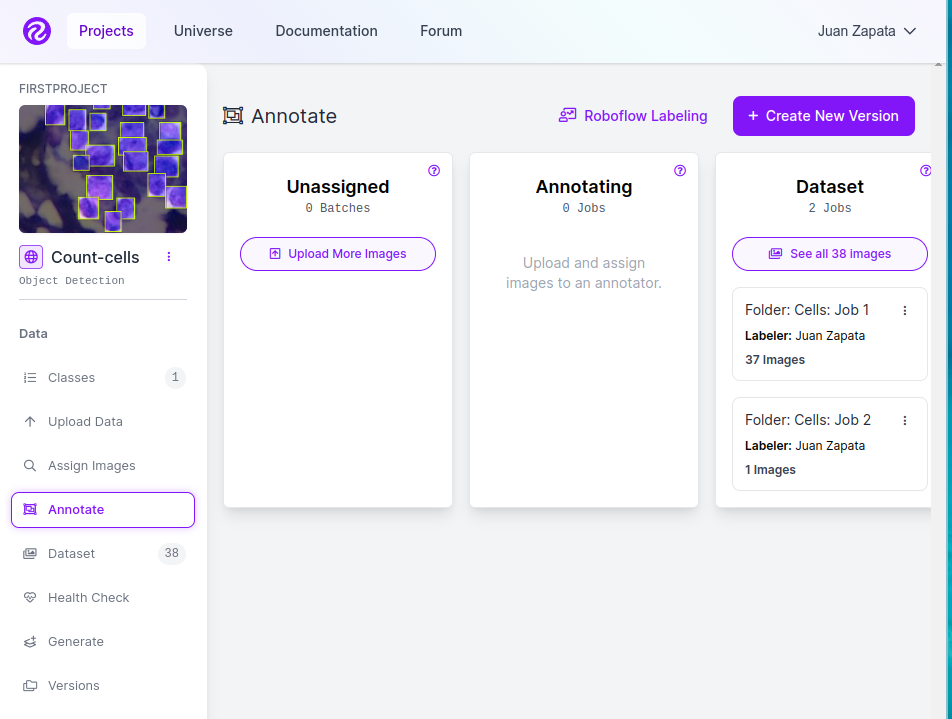 Projects
Universe
Documentation
Forum
Juan Zapata
FIRSTPROJECT
Count-cells
Object Detection
Data
Classes
1
Upload Data
Assign Images
Annotate
Dataset
38
Health Check
Generate
Versions
Annotate
Roboflow Labeling
+ Create New Version
Unassigned
0 Batches
Upload More Images
Annotating
0 Jobs
Upload and assign
images to an annotator.
Dataset
2 Jobs
See all 38 images
Folder: Cells: Job 1
Labeler: Juan Zapata
37 Images
Folder: Cells: Job 2
Labeler: Juan Zapata
1 Images